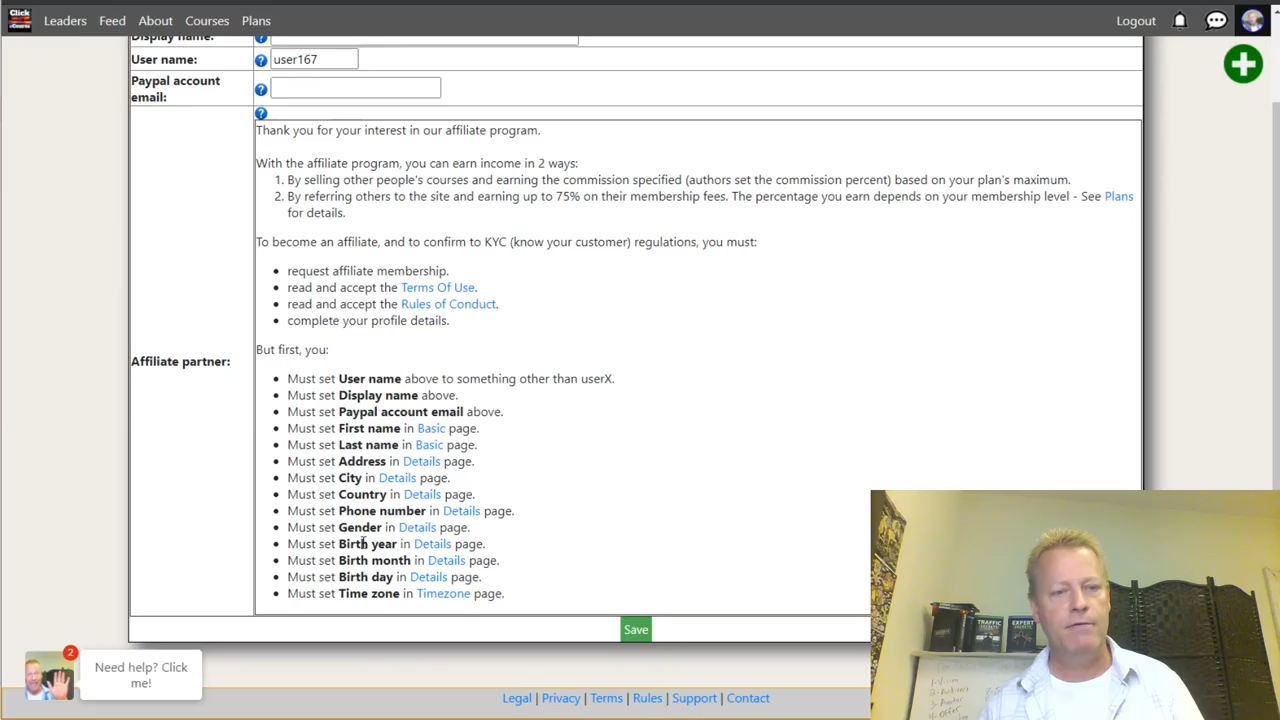 Click
eCourse
Leaders Feed About Courses Plans Logout
Display name:
User name: user167
Paypal account
email:
Thank you for your interest in our affiliate program.
With the affiliate program, you can earn income in 2 ways:
1. By selling other people's courses and earning the commission specified (authors set the commission percent) based on your plan's maximum.
2. By referring others to the site and earning up to 75% on their membership fees. The percentage you earn depends on your membership level - See Plans
for details.
To become an affiliate, and to confirm to KYC (know your customer) regulations, you must:
• request affiliate membership.
• read and accept the Terms Of Use.
• read and accept the Rules of Conduct.
• complete your profile details.
But first, you:
Affiliate partner:
• Must set User name above to something other than userX.
• Must set Display name above.
• Must set Paypal account email above.
• Must set First name in Basic page.
• Must set Last name in Basic page.
• Must set Address in Details page.
• Must set City in Details page.
• Must set Country in Details page.
• Must set Phone number in Details page.
• Must set Gender in Details page.
• Must set Birth year in Details page.
• Must set Birth month in Details page.
• Must set Birth day in Details page.
• Must set Time zone in Timezone page.
Save
2
Need help? Click
me!
Legal | Privacy | Terms | Rules | Support | Contact
TRAFFIC
SECRETS
EXPERT
SECRETS